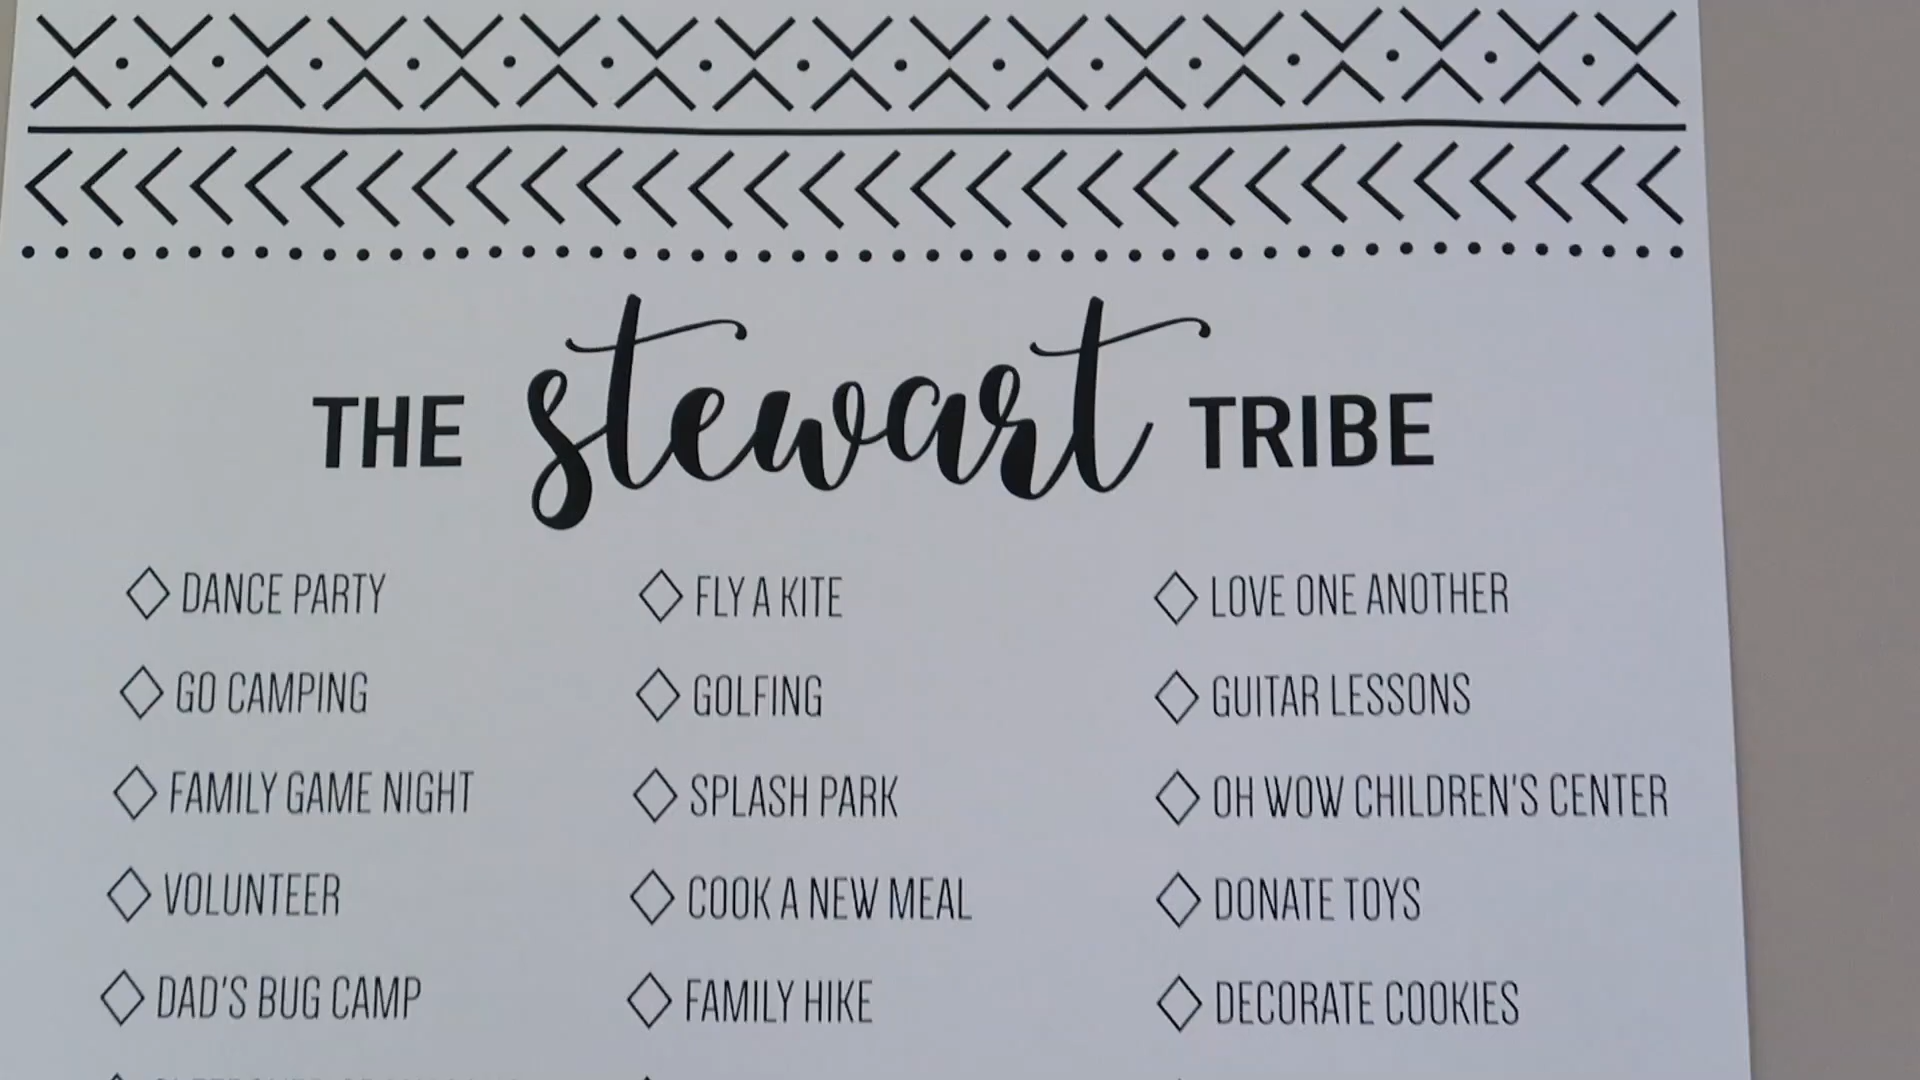 THE stewart TRIBE
DANCE PARTY
GO CAMPING
FAMILY GAME NIGHT
VOLUNTEER
DAD'S BUG CAMP
FLY A KITE
GOLFING
SPLASH PARK
COOK A NEW MEAL
FAMILY HIKE
LOVE ONE ANOTHER
GUITAR LESSONS
OH WOW CHILDREN'S CENTER
DONATE TOYS
DECORATE COOKIES